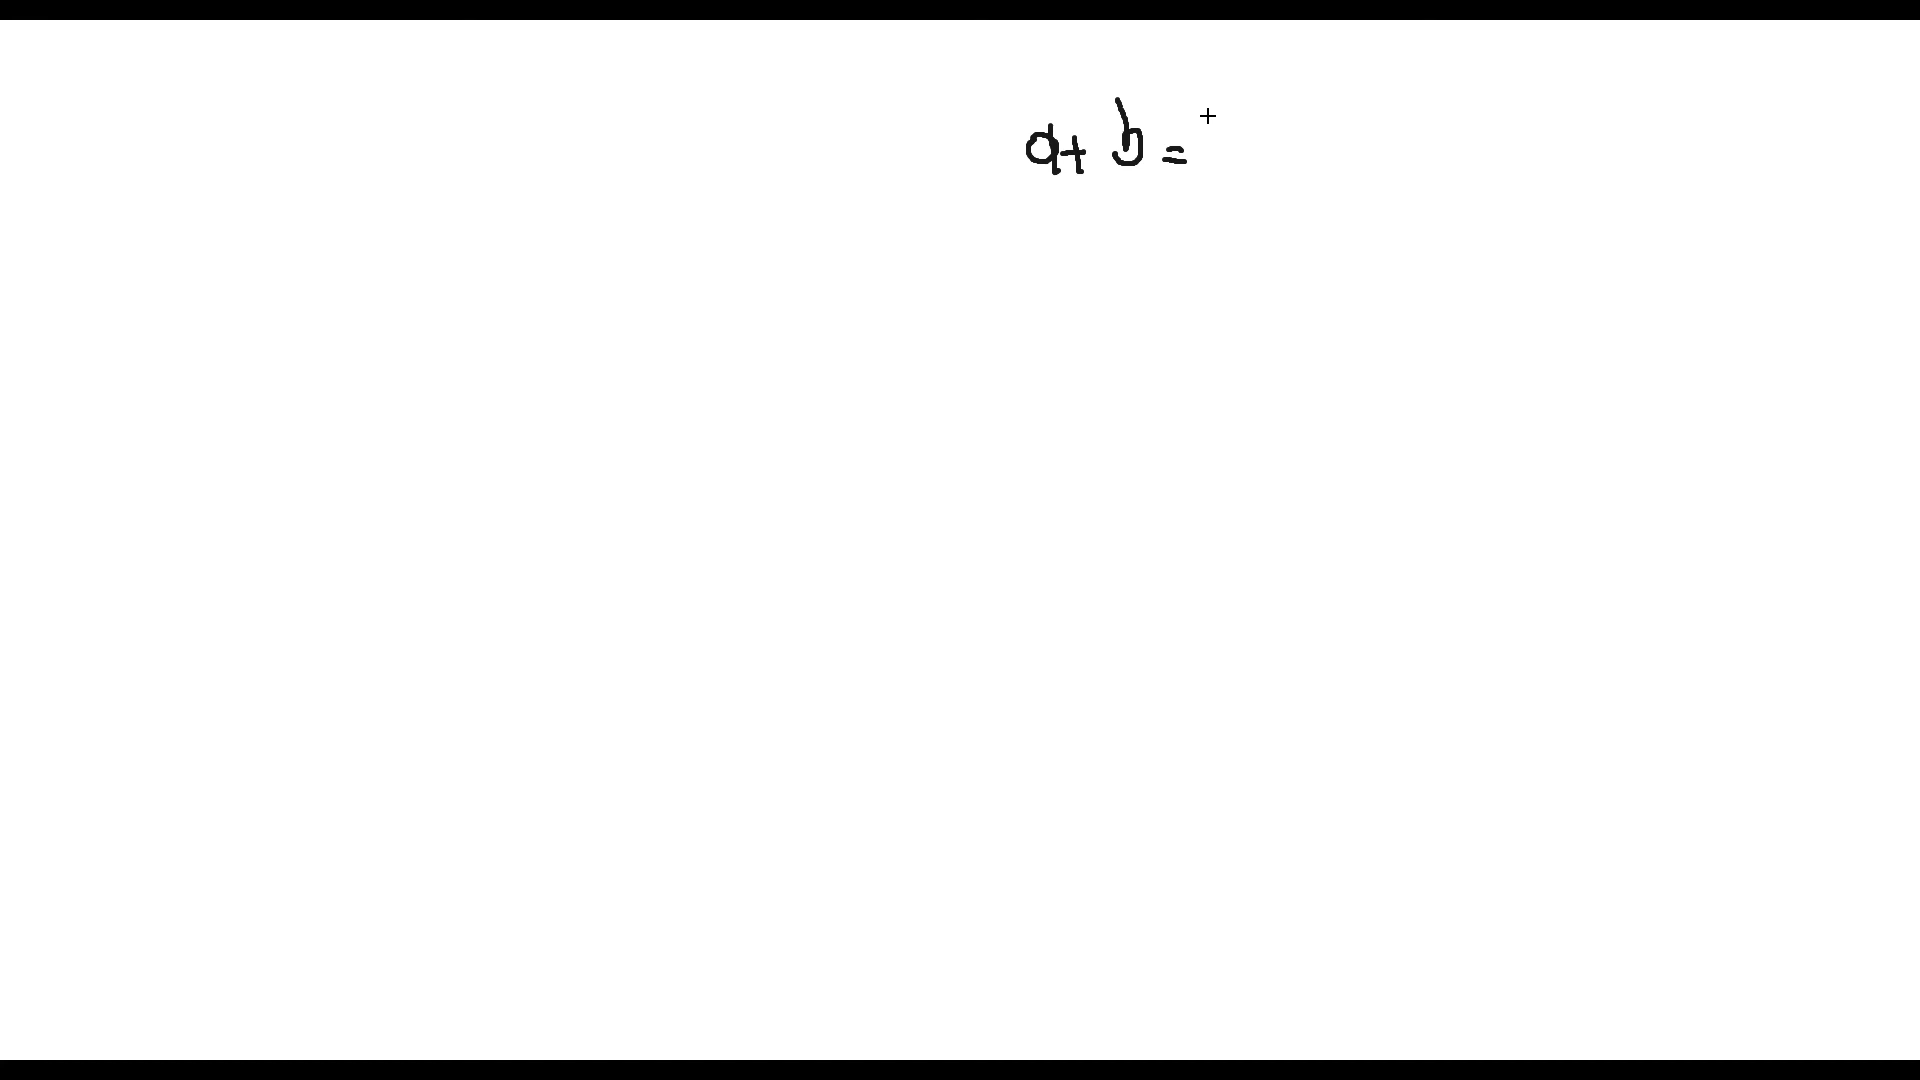 a+ b =